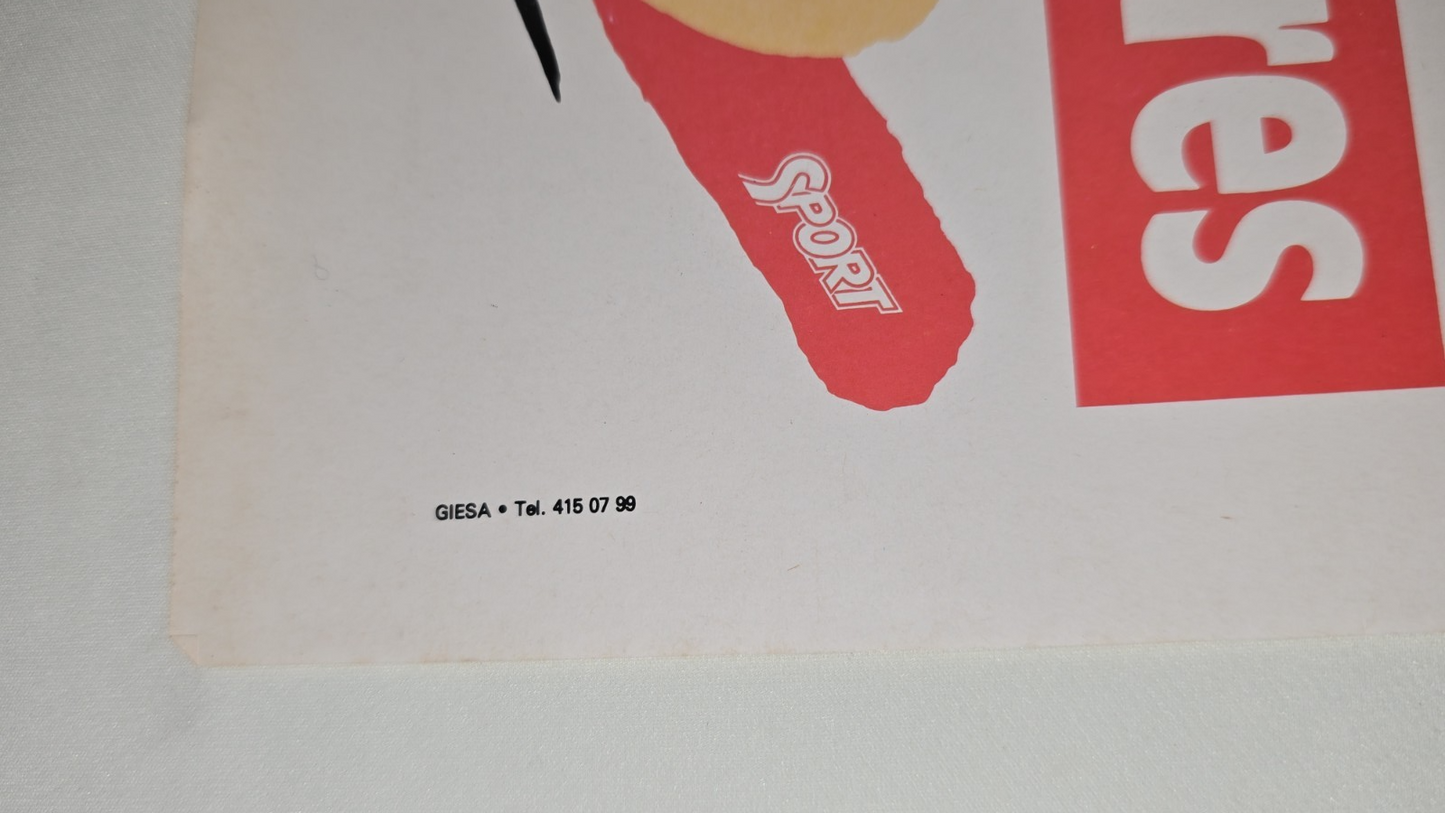 SPORT
res
GIESA • Tel. 415 07 99